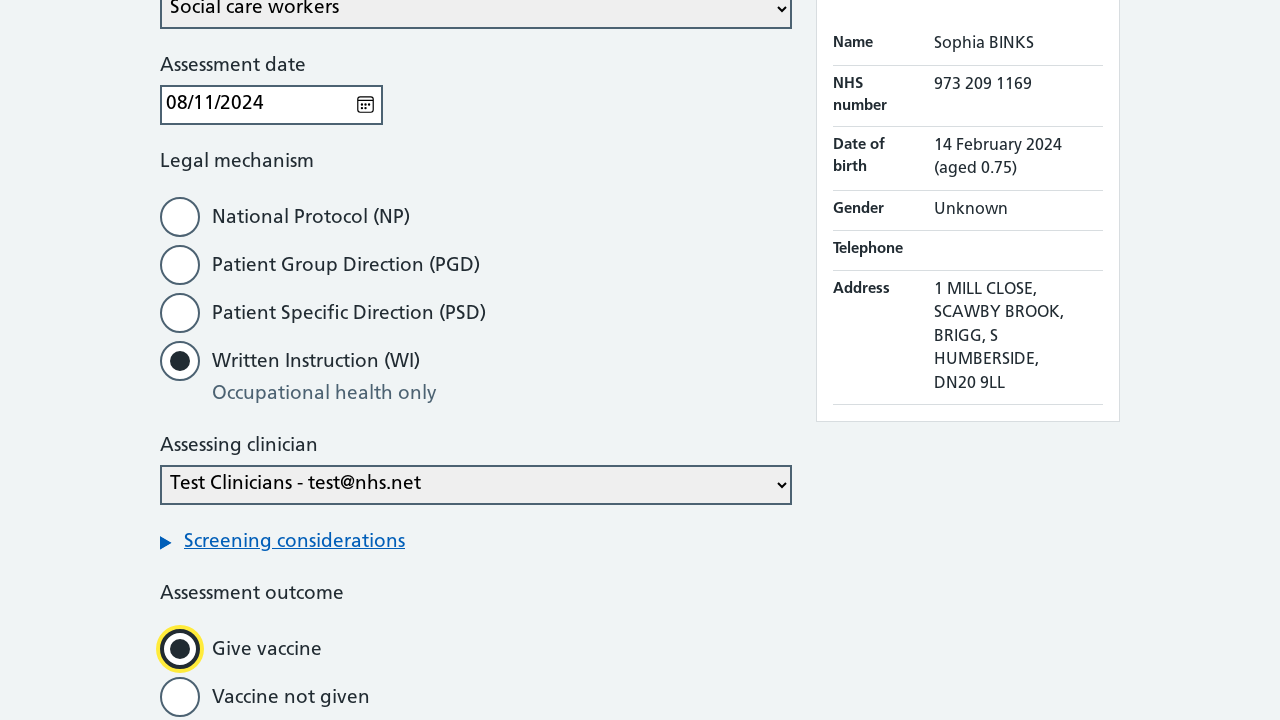 Social care workers
Assessment date
08/11/2024
Legal mechanism
National Protocol (NP)
Patient Group Direction (PGD)
Patient Specific Direction (PSD)
Written Instruction (WI)
Occupational health only
Assessing clinician
Test Clinicians - test@nhs.net
Screening considerations
Assessment outcome
Give vaccine
Vaccine not given
Name Sophia BINKS
NHS number 973 209 1169
Date of birth 14 February 2024 (aged 0.75)
Gender Unknown
Telephone
Address 1 MILL CLOSE,
SCAWBY BROOK,
BRIGG, S
HUMBERSIDE,
DN20 9LL